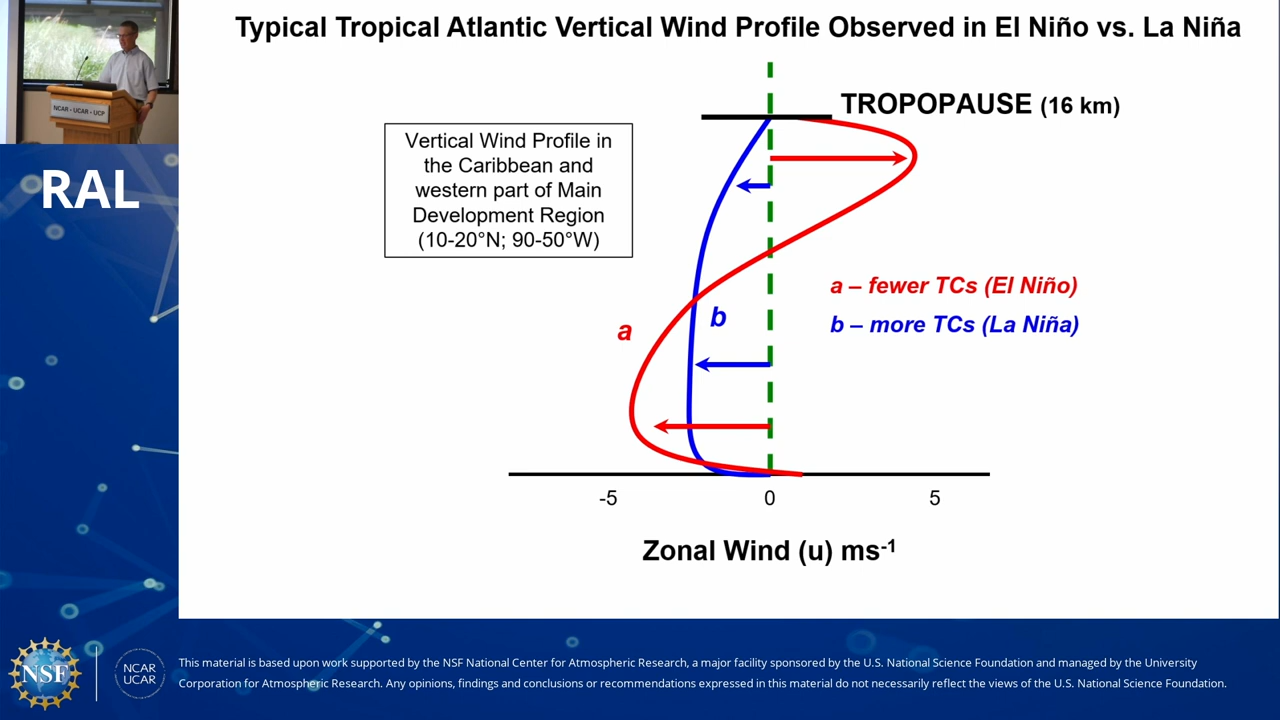 Typical Tropical Atlantic Vertical Wind Profile Observed in El Niño vs. La Niña
NCAR - UCAR - UCP
RAL
TROPOPAUSE (16 km)
Vertical Wind Profile in
the Caribbean and
western part of Main
Development Region
(10-20°N; 90-50°W)
a – fewer TCs (El Niño)
b – more TCs (La Niña)
a
b
-5
0
5
Zonal Wind (u) ms-1
NSF
NCAR
UCAR
This material is based upon work supported by the NSF National Center for Atmospheric Research, a major facility sponsored by the U.S. National Science Foundation and managed by the University
Corporation for Atmospheric Research. Any opinions, findings and conclusions or recommendations expressed in this material do not necessarily reflect the views of the U.S. National Science Foundation.